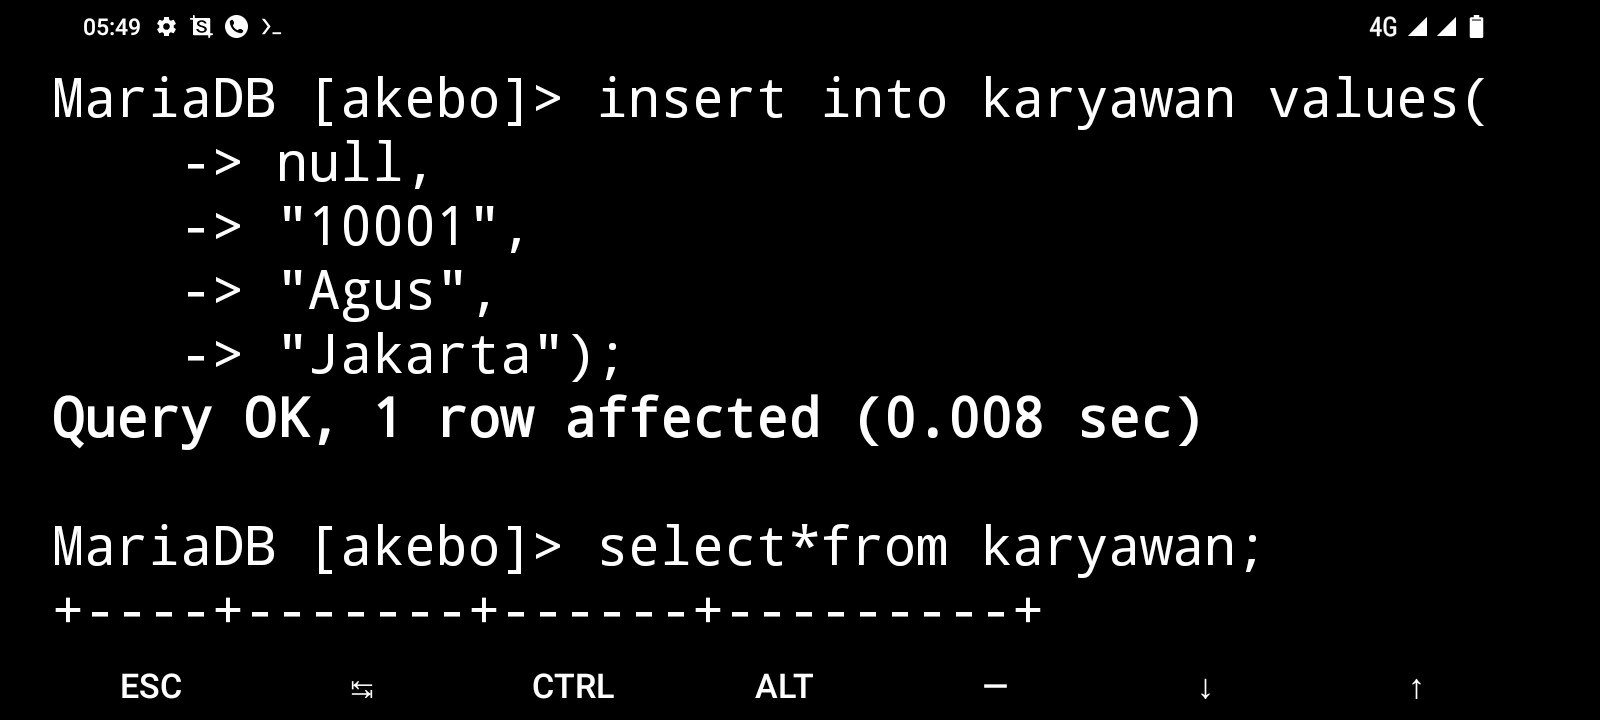 05:49 4G
MariaDB [akebo]> insert into karyawan values(
    -> null,
    -> "10001",
    -> "Agus",
    -> "Jakarta");
Query OK, 1 row affected (0.008 sec)

MariaDB [akebo]> select*from karyawan;
+----+-------+------+---------+
ESC ⇆ CTRL ALT — ↓ ↑